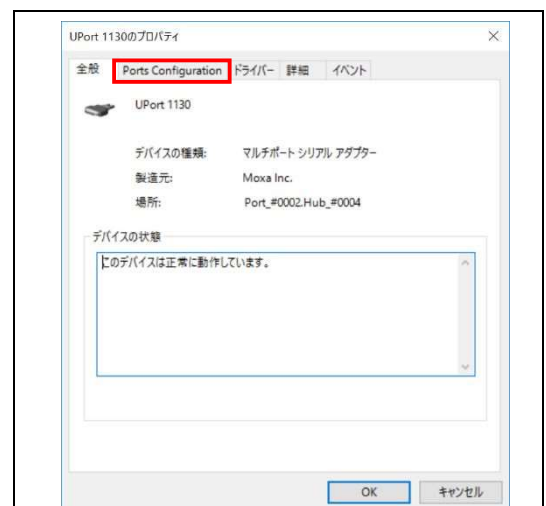 UPort 1130のプロパティ
全般 Ports Configuration ドライバー 詳細 イベント
UPort 1130
デバイスの種類: マルチポート シリアル アダプター
製造元: Moxa Inc.
場所: Port_#0002.Hub_#0004
デバイスの状態
このデバイスは正常に動作しています。
OK キャンセル